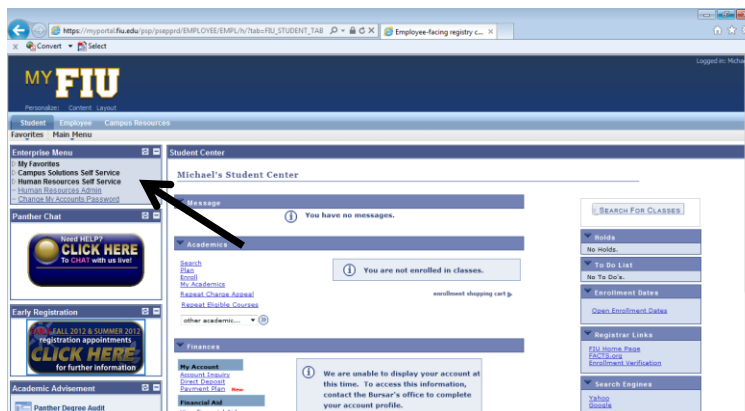 https://myportal.fiu.edu/psp/psepprd/EMPLOYEE/EMPL/h/?tab=FIU_STUDENT_TAB
Employee-facing registry c...
x Convert Select
Logged in: Micha
MY FIU
Personalize: Content Layout
Student Employee Campus Resources
Favorites Main Menu
Enterprise Menu
My Favorites
Campus Solutions Self Service
Human Resources Self Service
Human Resources Admin
Change My Accounts Password
Panther Chat
Need HELP?
CLICK HERE
To CHAT with us live!
Early Registration
FALL 2012 & SUMMER 2012
registration appointments
CLICK HERE
for further information
Academic Advisement
Panther Degree Audit
Student Center
Michael's Student Center
Message
You have no messages.
Academics
Search
Plan
Enroll
My Academics
Repeat Charge Appeal
Repeat Eligible Courses
other academic...
You are not enrolled in classes.
enrollment shopping cart
Finances
My Account
Account Inquiry
Direct Deposit
Payment Plan New
Financial Aid
We are unable to display your account at
this time. To access this information,
contact the Bursar's office to complete
your account profile.
SEARCH FOR CLASSES
Holds
No Holds.
To Do List
No To Do's.
Enrollment Dates
Open Enrollment Dates
Registrar Links
FIU Home Page
FACTS.org
Enrollment Verification
Search Engines
Yahoo
Google